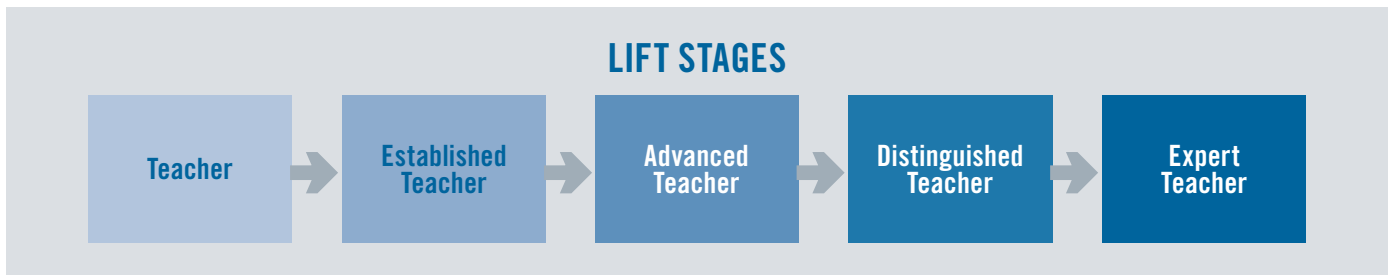 LIFT STAGES
Teacher
Established
Teacher
Advanced
Teacher
Distinguished
Teacher
Expert
Teacher